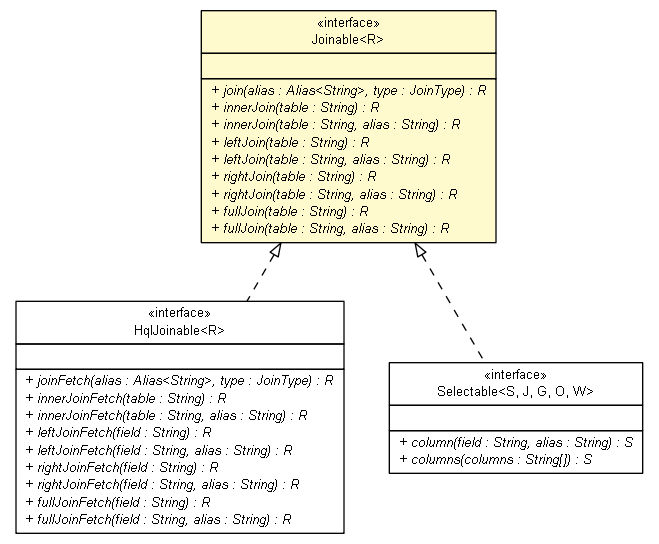 «interface»
Joinable<R>
+ join(alias : Alias<String>, type : JoinType) : R
+ innerJoin(table : String) : R
+ innerJoin(table : String, alias : String) : R
+ leftJoin(table : String) : R
+ leftJoin(table : String, alias : String) : R
+ rightJoin(table : String) : R
+ rightJoin(table : String, alias : String) : R
+ fullJoin(table : String) : R
+ fullJoin(table : String, alias : String) : R
«interface»
HqlJoinable<R>
+ joinFetch(alias : Alias<String>, type : JoinType) : R
+ innerJoinFetch(table : String) : R
+ innerJoinFetch(table : String, alias : String) : R
+ leftJoinFetch(field : String) : R
+ leftJoinFetch(field : String, alias : String) : R
+ rightJoinFetch(field : String) : R
+ rightJoinFetch(field : String, alias : String) : R
+ fullJoinFetch(field : String) : R
+ fullJoinFetch(field : String, alias : String) : R
«interface»
Selectable<S, J, G, O, W>
+ column(field : String, alias : String) : S
+ columns(columns : String[]) : S